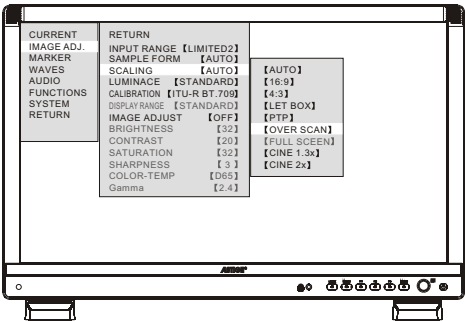 CURRENT
IMAGE ADJ.
MARKER
WAVES
AUDIO
FUNCTIONS
SYSTEM
RETURN
RETURN
INPUT RANGE【LIMITED2】
SAMPLE FORM 【AUTO】
SCALING 【AUTO】
LUMINACE 【STANDARD】
CALIBRATION 【ITU-R BT.709】
DISPLAY RANGE 【STANDARD】
IMAGE ADJUST 【OFF】
BRIGHTNESS 【32】
CONTRAST 【20】
SATURATION 【32】
SHARPNESS 【 3 】
COLOR-TEMP 【D65】
Gamma 【2.4】
【AUTO】
【16:9】
【4:3】
【LET BOX】
【PTP】
【OVER SCAN】
【FULL SCEEN】
【CINE 1.3x】
【CINE 2x】